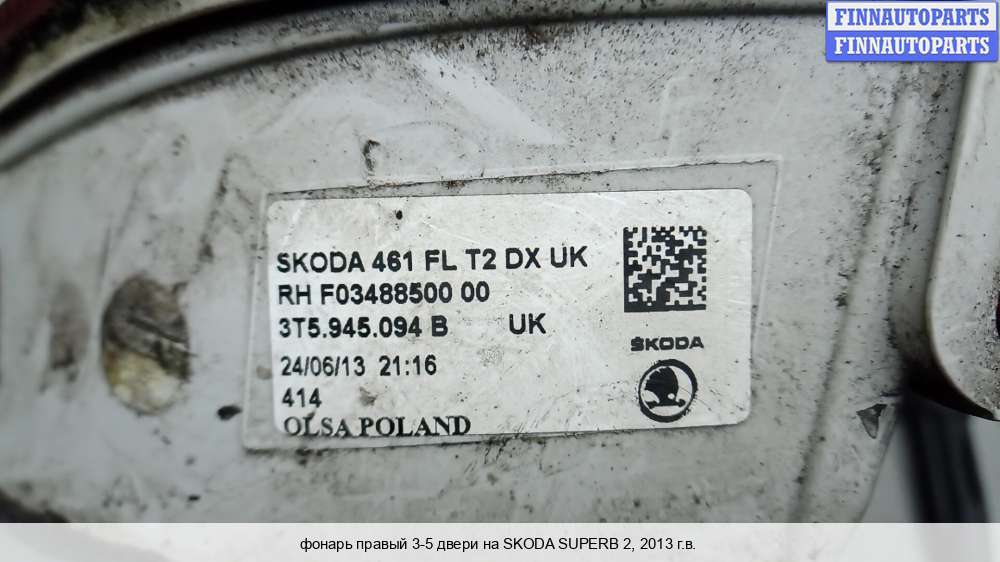 FINNAUTOPARTS
FINNAUTOPARTS
SKODA 461 FL T2 DX UK
RH F03488500 00
3T5.945.094 B UK
24/06/13 21:16
414
OLSA POLAND
ŠKODA
фонарь правый 3-5 двери на SKODA SUPERB 2, 2013 г.в.